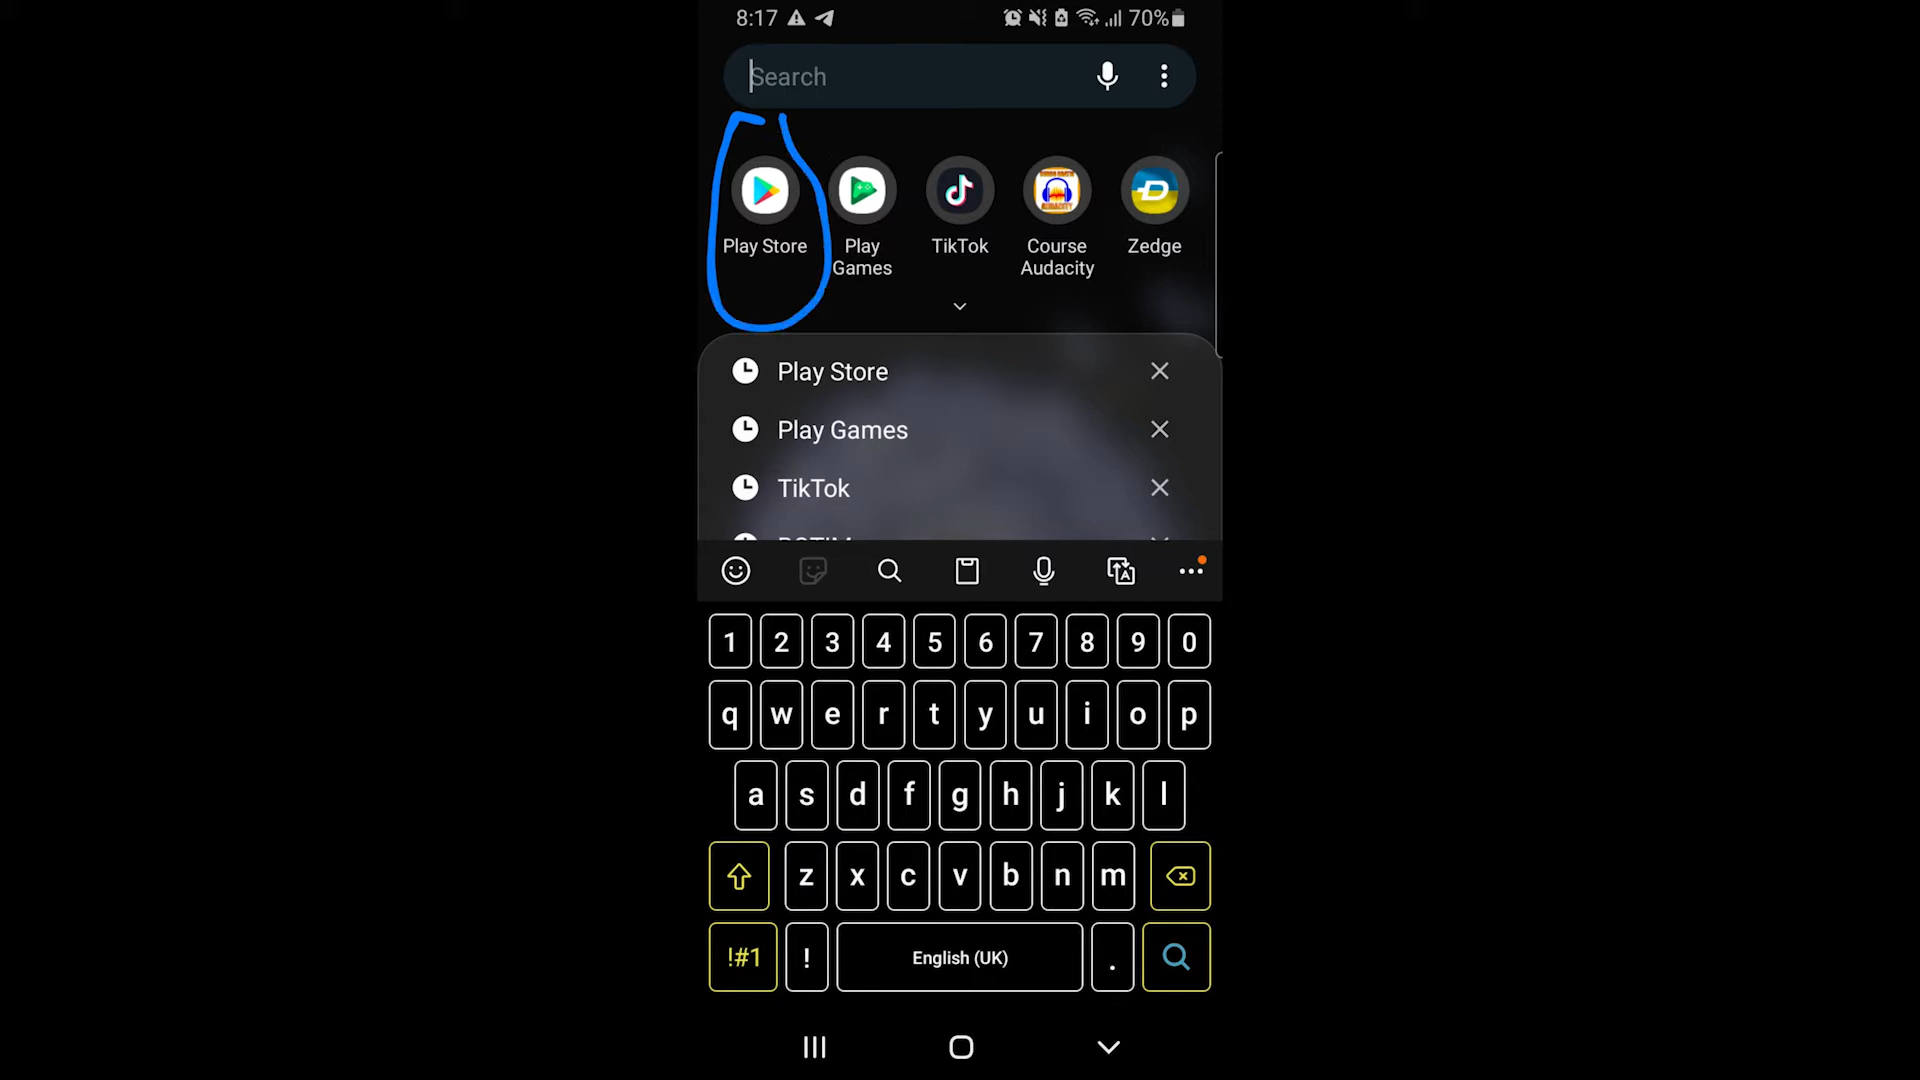 8:17 70%
Search
Play Store
Play Games
TikTok
Course Audacity
Zedge
Play Store
Play Games
TikTok
1 2 3 4 5 6 7 8 9 0
q w e r t y u i o p
a s d f g h j k l
z x c v b n m
!#1 ! English (UK) .